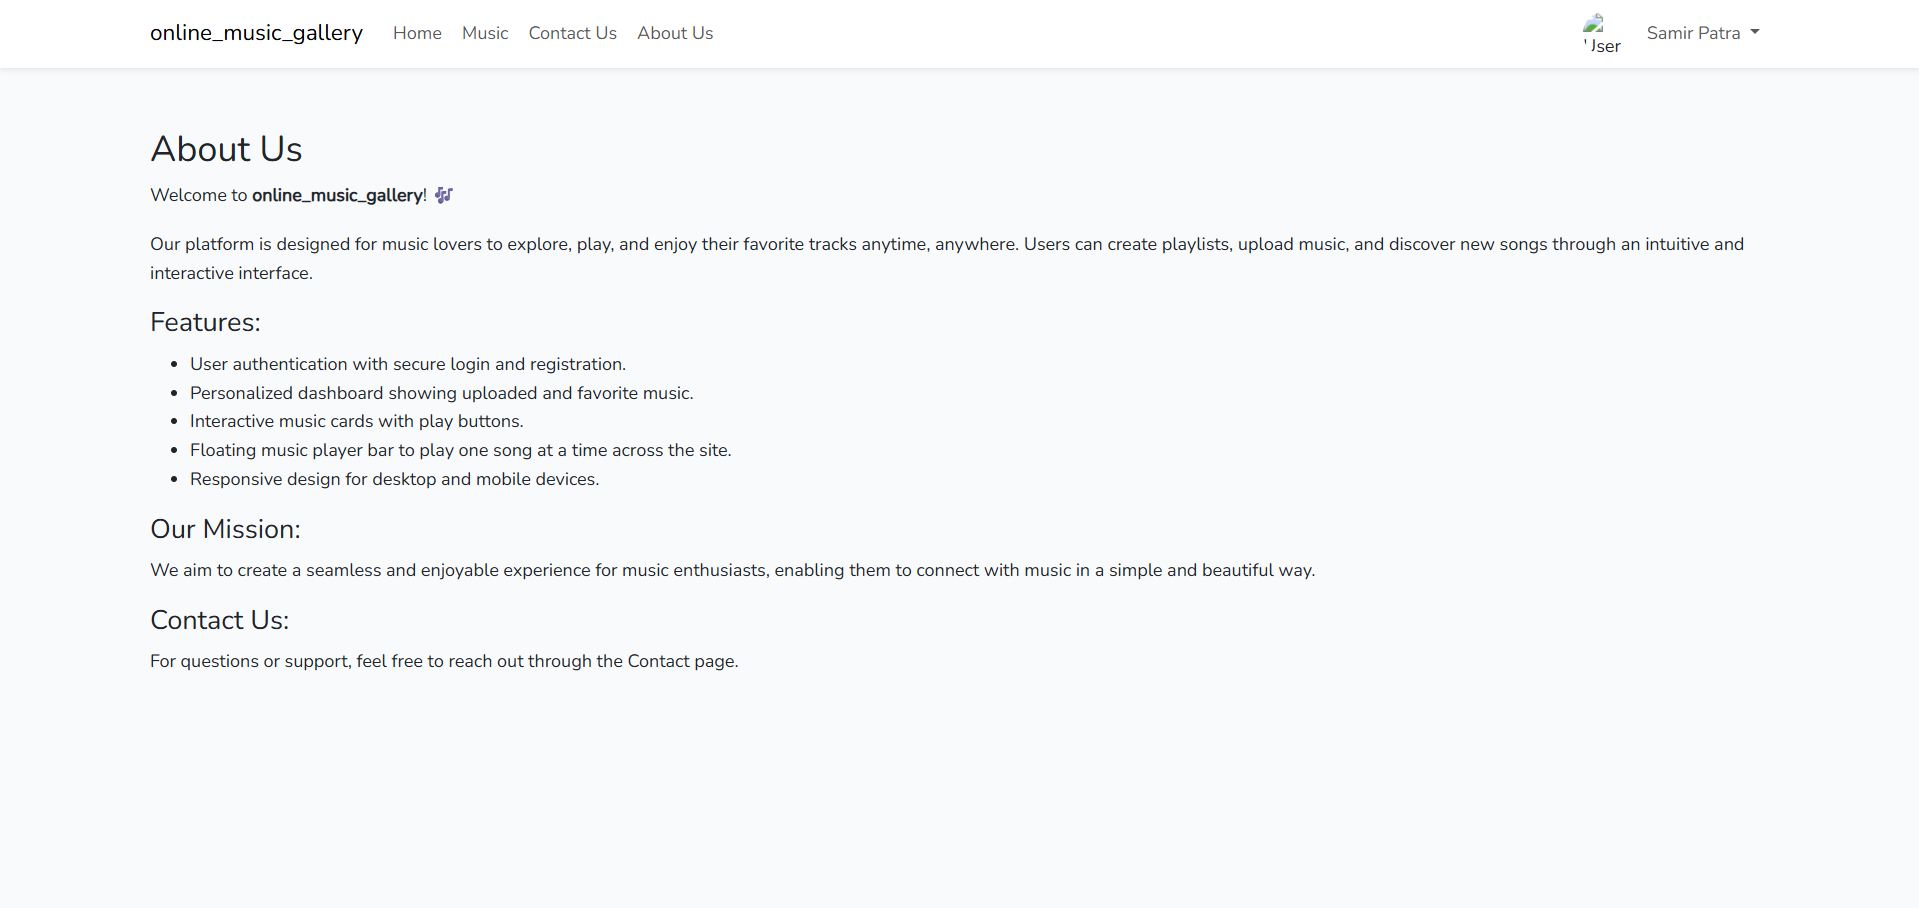 online_music_gallery Home Music Contact Us About Us User Samir Patra
About Us
Welcome to online_music_gallery! 🎶
Our platform is designed for music lovers to explore, play, and enjoy their favorite tracks anytime, anywhere. Users can create playlists, upload music, and discover new songs through an intuitive and
interactive interface.
Features:
• User authentication with secure login and registration.
• Personalized dashboard showing uploaded and favorite music.
• Interactive music cards with play buttons.
• Floating music player bar to play one song at a time across the site.
• Responsive design for desktop and mobile devices.
Our Mission:
We aim to create a seamless and enjoyable experience for music enthusiasts, enabling them to connect with music in a simple and beautiful way.
Contact Us:
For questions or support, feel free to reach out through the Contact page.